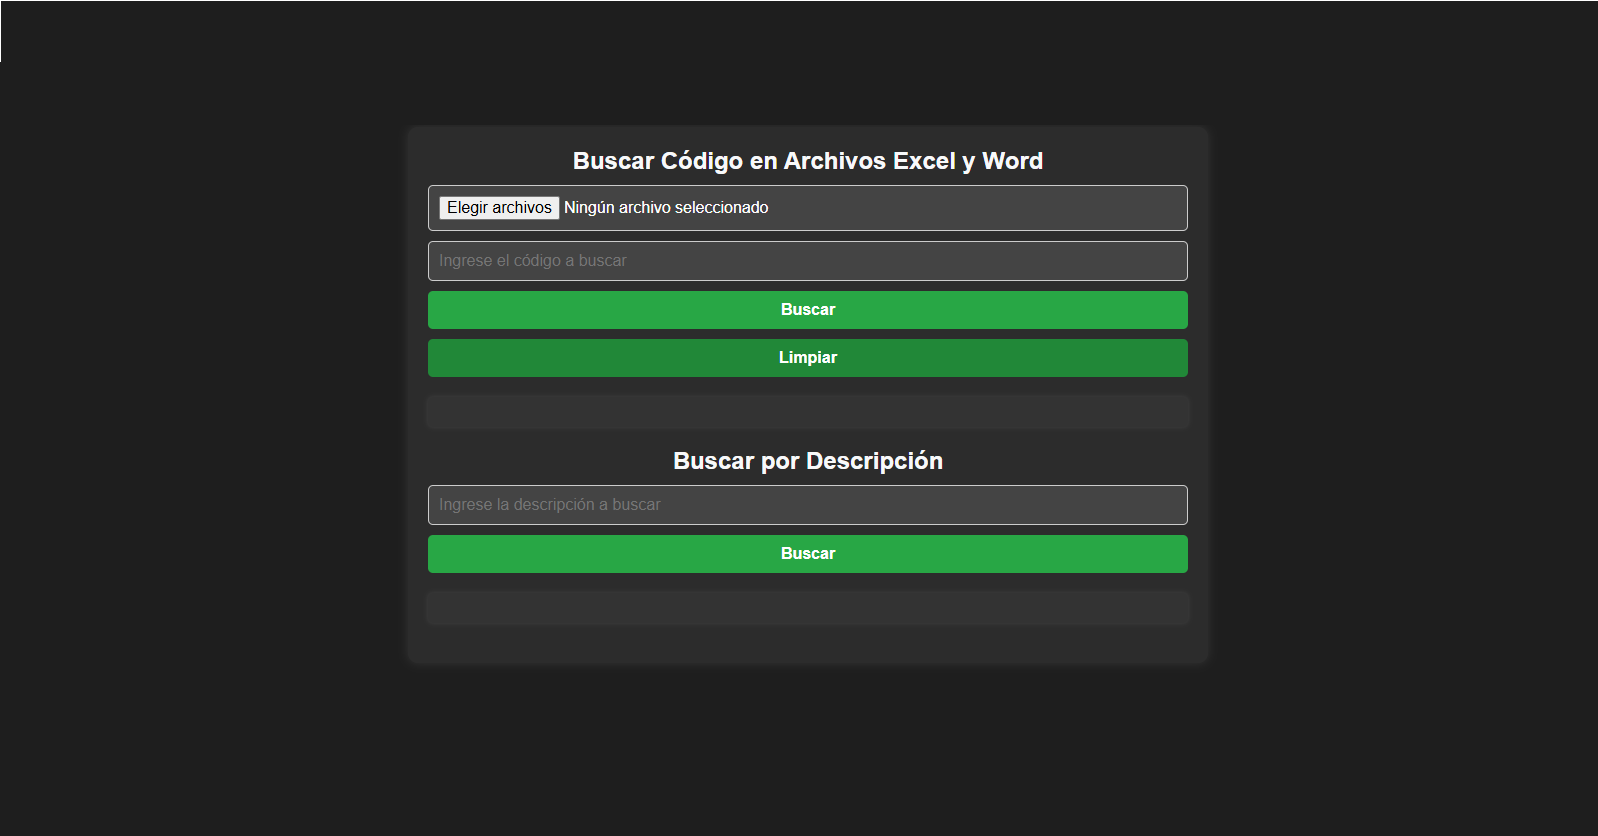 Buscar Código en Archivos Excel y Word
Elegir archivos Ningún archivo seleccionado
Ingrese el código a buscar
Buscar
Limpiar
Buscar por Descripción
Ingrese la descripción a buscar
Buscar